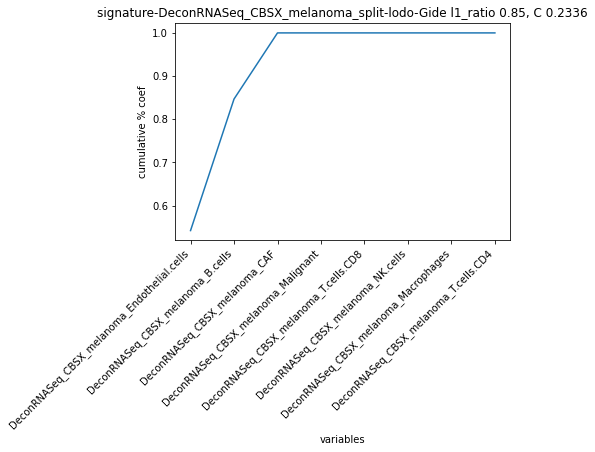 signature-DeconRNASeq_CBSX_melanoma_split-lodo-Gide l1_ratio 0.85, C 0.2336
cumulative % coef
1.0
0.9
0.8
0.7
0.6
DeconRNASeq_CBSX_melanoma_Endothelial.cells
DeconRNASeq_CBSX_melanoma_B.cells
DeconRNASeq_CBSX_melanoma_CAF
DeconRNASeq_CBSX_melanoma_Malignant
DeconRNASeq_CBSX_melanoma_T.cells.CD8
DeconRNASeq_CBSX_melanoma_NK.cells
DeconRNASeq_CBSX_melanoma_Macrophages
DeconRNASeq_CBSX_melanoma_T.cells.CD4
variables